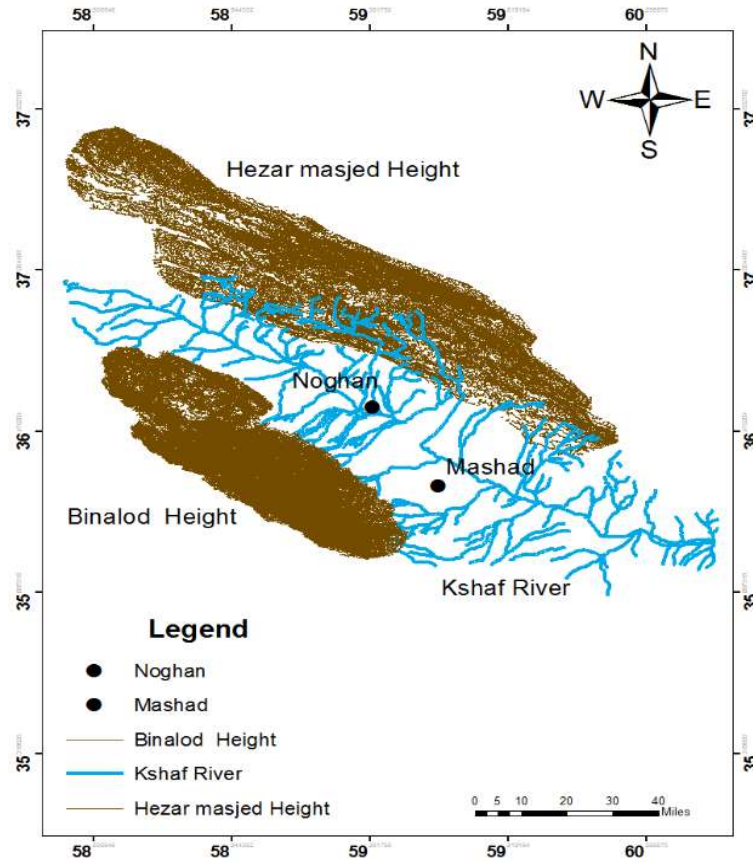 58 58 59 59 60
N
W E
S
37
Hezar masjed Height
37
Noghan
36
Mashad
Binalod Height
35
Kshaf River
Legend
Noghan
Mashad
Binalod Height
35
Kshaf River
Hezar masjed Height
0 5 10 20 30 40
Miles
58 58 59 59 60